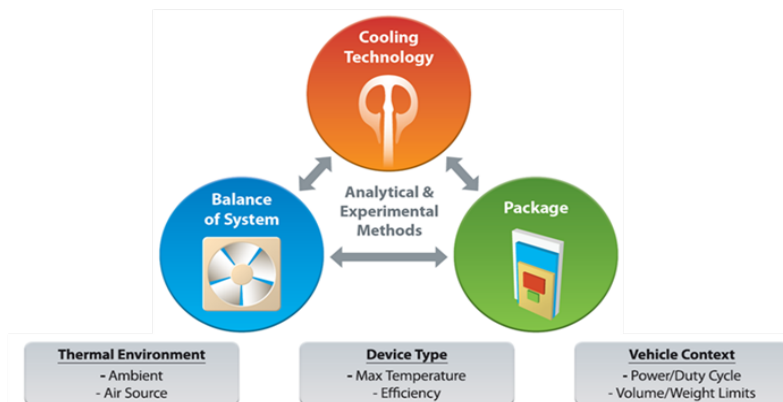 Cooling
Technology
Balance
of System
Analytical &
Experimental
Methods
Package
Thermal Environment
- Ambient
- Air Source
Device Type
- Max Temperature
- Efficiency
Vehicle Context
- Power/Duty Cycle
- Volume/Weight Limits